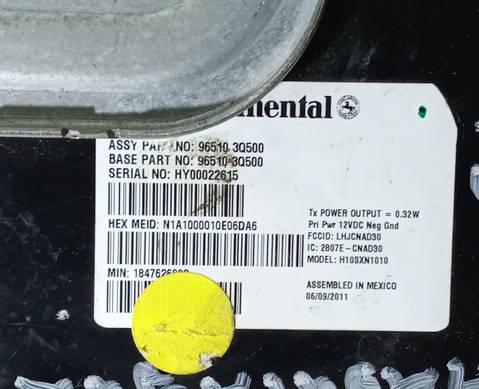 ASSY PART NO: 96510 3Q500
BASE PART NO: 96510-3Q500
SERIAL NO: HY00022615
HEX MEID: N1A1000010E06DA6
Tx POWER OUTPUT = 0.32W
Pri Pwr 12VDC Neg Gnd
FCCID: LHJCNAD30
IC: 2807E-CNAD30
MODEL: H10SXN1010
MIN:
ASSEMBLED IN MEXICO
06/09/2011